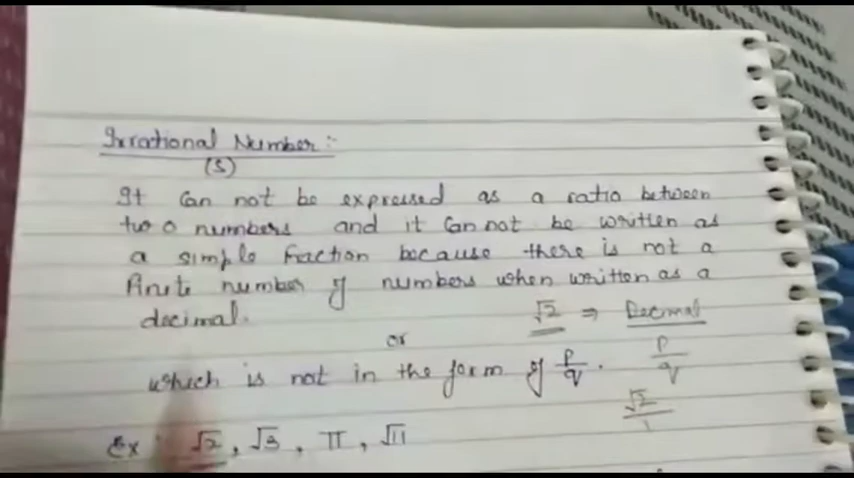 Irrational Number :-
(S)
It can not be expressed as a ratio between
two numbers and it can not be written as
a simple fraction because there is not a
finite number of numbers when written as a
decimal.
√2 ⇒ Decimal
or
which is not in the form of p/q.
p/q
√2/1
Ex : √2, √3, π, √11